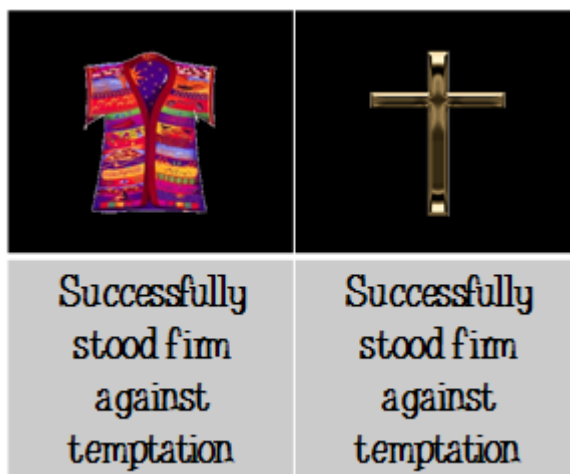 Successfully
stood firm
against
temptation
Successfully
stood firm
against
temptation